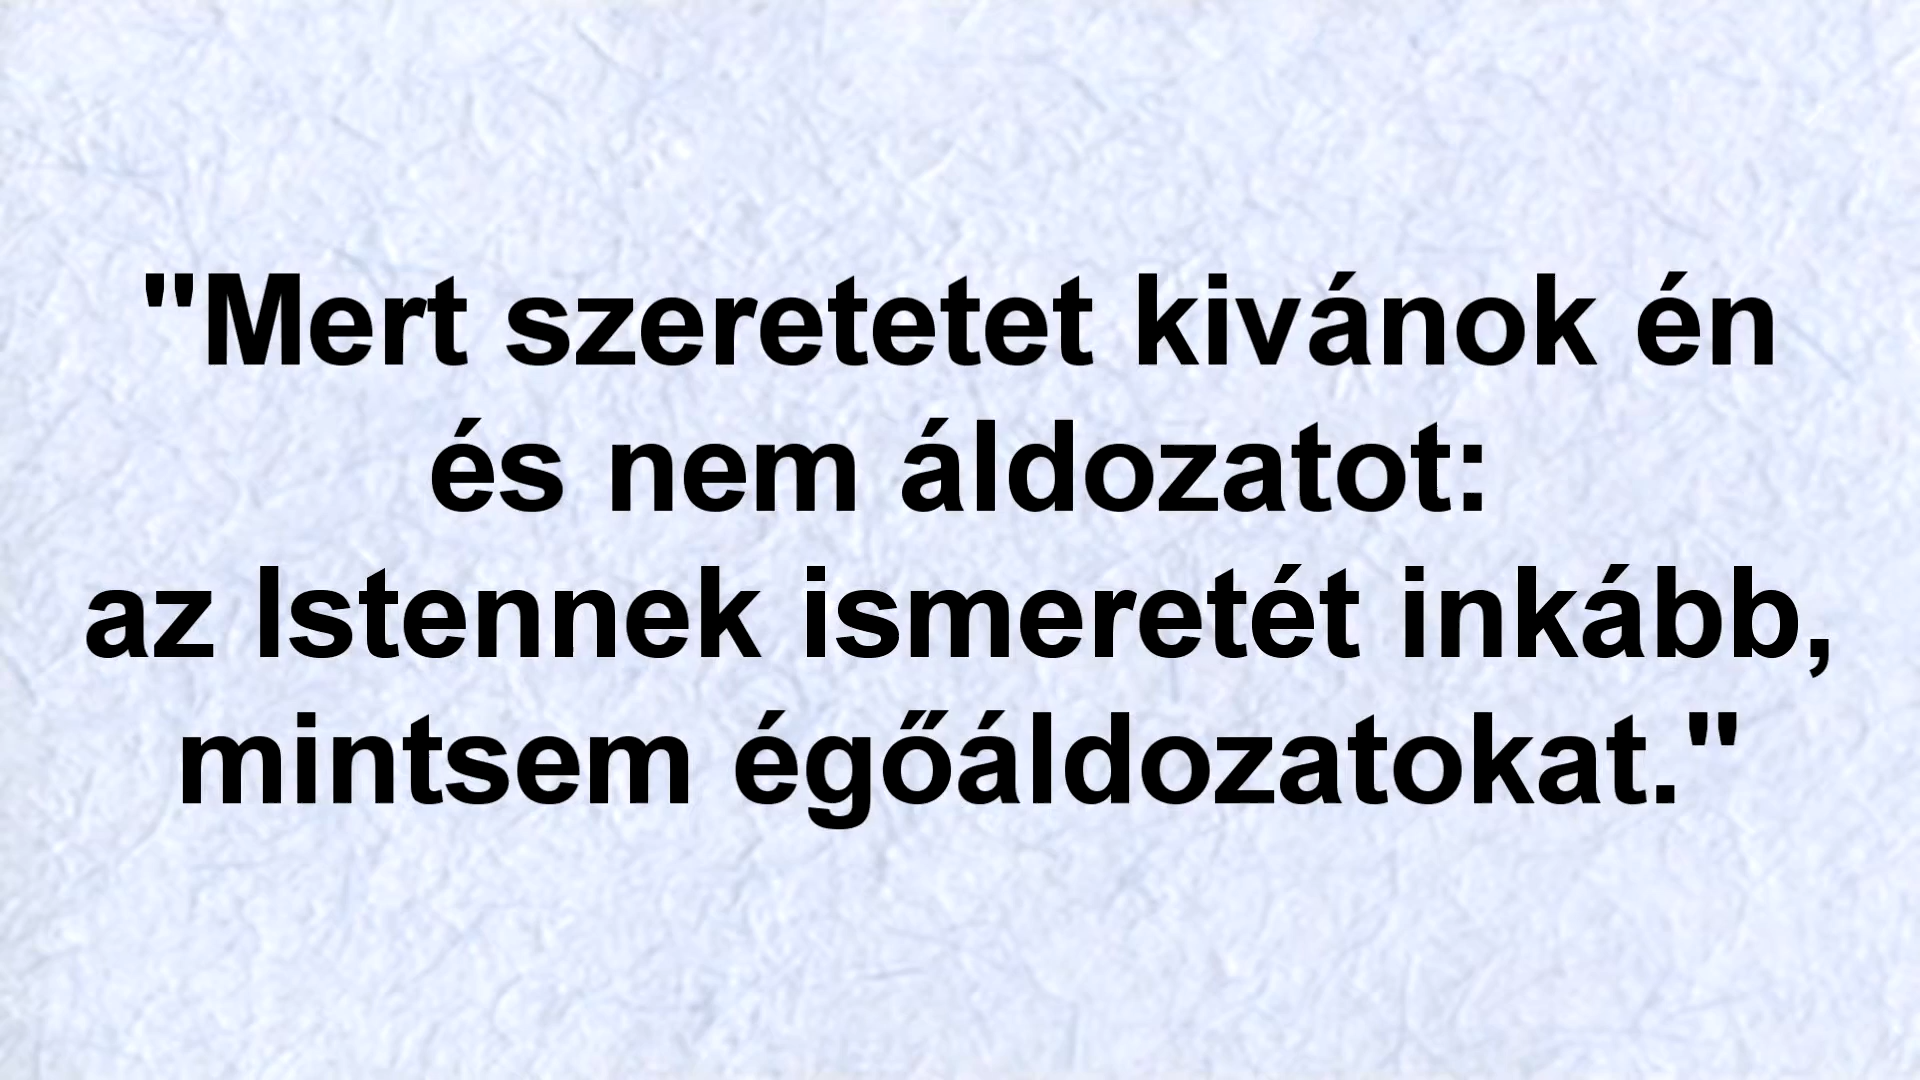 "Mert szeretetet kivánok én
és nem áldozatot:
az Istennek ismeretét inkább,
mintsem égőáldozatokat."